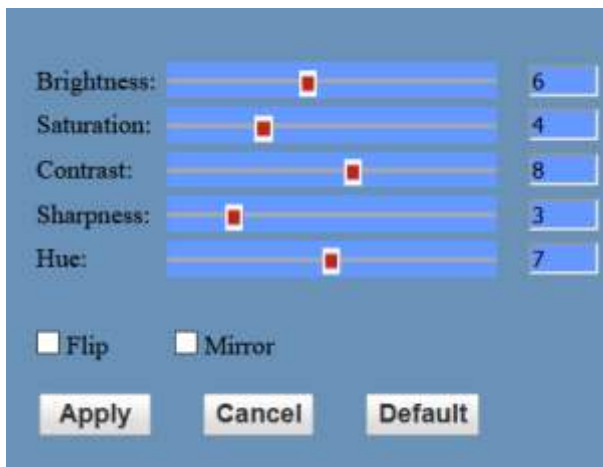 Brightness: 6
Saturation: 4
Contrast: 8
Sharpness: 3
Hue: 7
Flip Mirror
Apply Cancel Default